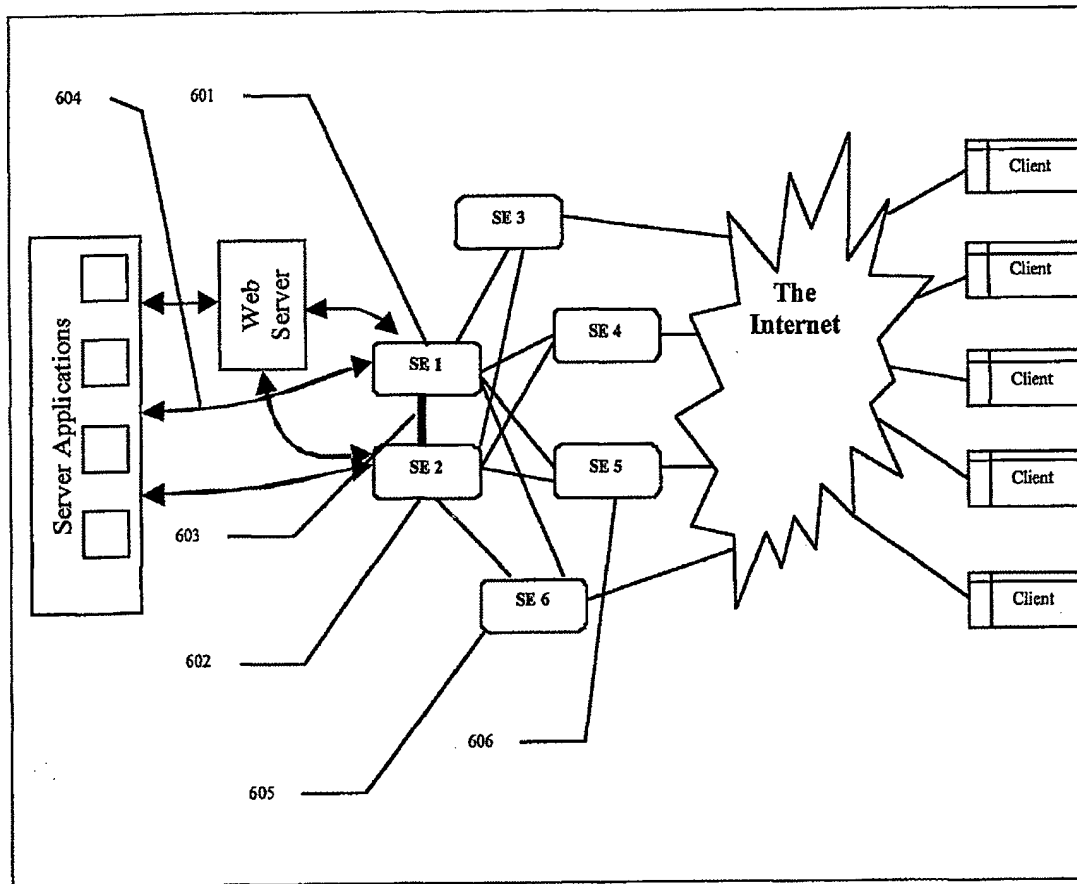 604
601
SE 3
Client
Client
Client
Client
Client
The
Internet
Web
Server
SE 4
SE 1
Server Applications
SE 2
SE 5
603
SE 6
602
606
605